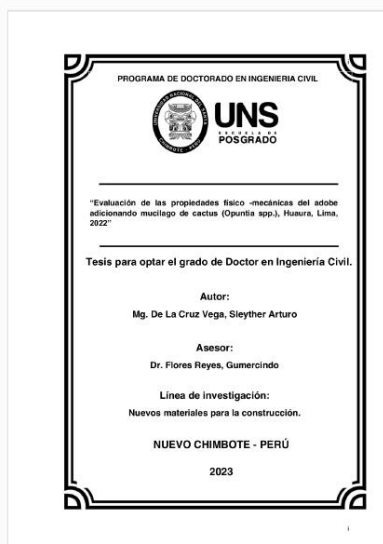 PROGRAMA DE DOCTORADO EN INGENIERIA CIVIL
UNS
ESCUELA DE
POSGRADO
“Evaluación de las propiedades físico -mecánicas del adobe
adicionando mucilago de cactus (Opuntia spp.), Huaura, Lima,
2022”
Tesis para optar el grado de Doctor en Ingeniería Civil.
Autor:
Mg. De La Cruz Vega, Sleyther Arturo
Asesor:
Dr. Flores Reyes, Gumercindo
Línea de investigación:
Nuevos materiales para la construcción.
NUEVO CHIMBOTE - PERÚ
2023
i